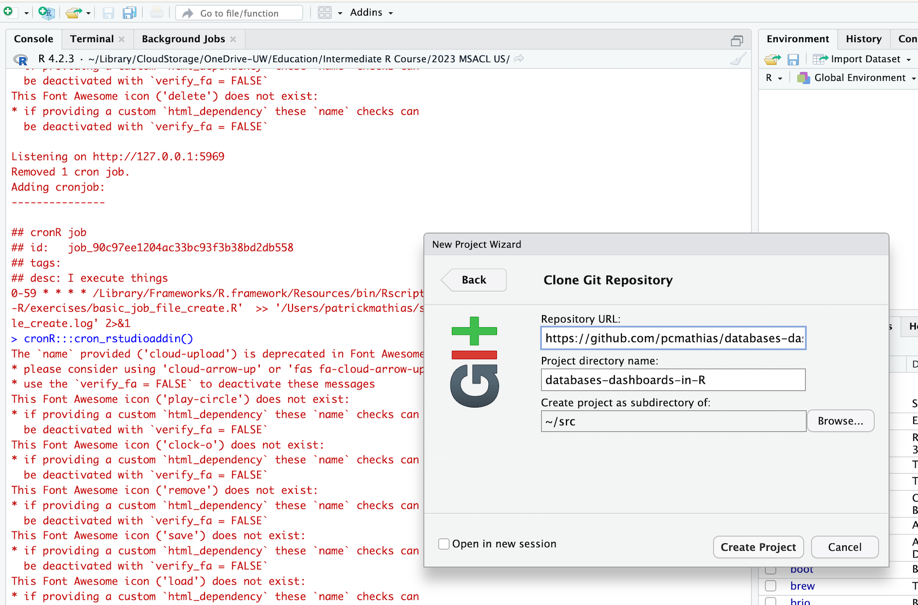 Go to file/function
Addins
Console
Terminal
Background Jobs
Environment
History
Con
R 4.2.3 · ~/Library/CloudStorage/OneDrive-UW/Education/Intermediate R Course/2023 MSACL US/
Import Dataset
R
Global Environment
be deactivated with `verify_fa = FALSE`
This Font Awesome icon ('delete') does not exist:
* if providing a custom `html_dependency` these `name` checks can
be deactivated with `verify_fa = FALSE`
Listening on http://127.0.0.1:5969
Removed 1 cron job.
Adding cronjob:
---------------
## cronR job
## id:   job_90c97ee1204ac33bc93f3b38bd2db558
## tags:
## desc: I execute things
0-59 * * * * /Library/Frameworks/R.framework/Resources/bin/Rscript
-R/exercises/basic_job_file_create.R'  >> '/Users/patrickmathias/s
le_create.log' 2>&1
> cronR:::cron_rstudioaddin()
The `name` provided ('cloud-upload') is deprecated in Font Awesome
* please consider using 'cloud-arrow-up' or 'fas fa-cloud-arrow-up
* use the `verify_fa = FALSE` to deactivate these messages
This Font Awesome icon ('play-circle') does not exist:
* if providing a custom `html_dependency` these `name` checks can
be deactivated with `verify_fa = FALSE`
This Font Awesome icon ('clock-o') does not exist:
* if providing a custom `html_dependency` these `name` checks can
be deactivated with `verify_fa = FALSE`
This Font Awesome icon ('remove') does not exist:
* if providing a custom `html_dependency` these `name` checks can
be deactivated with `verify_fa = FALSE`
This Font Awesome icon ('save') does not exist:
* if providing a custom `html_dependency` these `name` checks can
be deactivated with `verify_fa = FALSE`
This Font Awesome icon ('load') does not exist:
* if providing a custom `html_dependency` these `name` checks can
New Project Wizard
Back
Clone Git Repository
GIT
Repository URL:
https://github.com/pcmathias/databases-das
Project directory name:
databases-dashboards-in-R
Create project as subdirectory of:
~/src
Browse...
Open in new session
Create Project
Cancel
boot
brew
brio